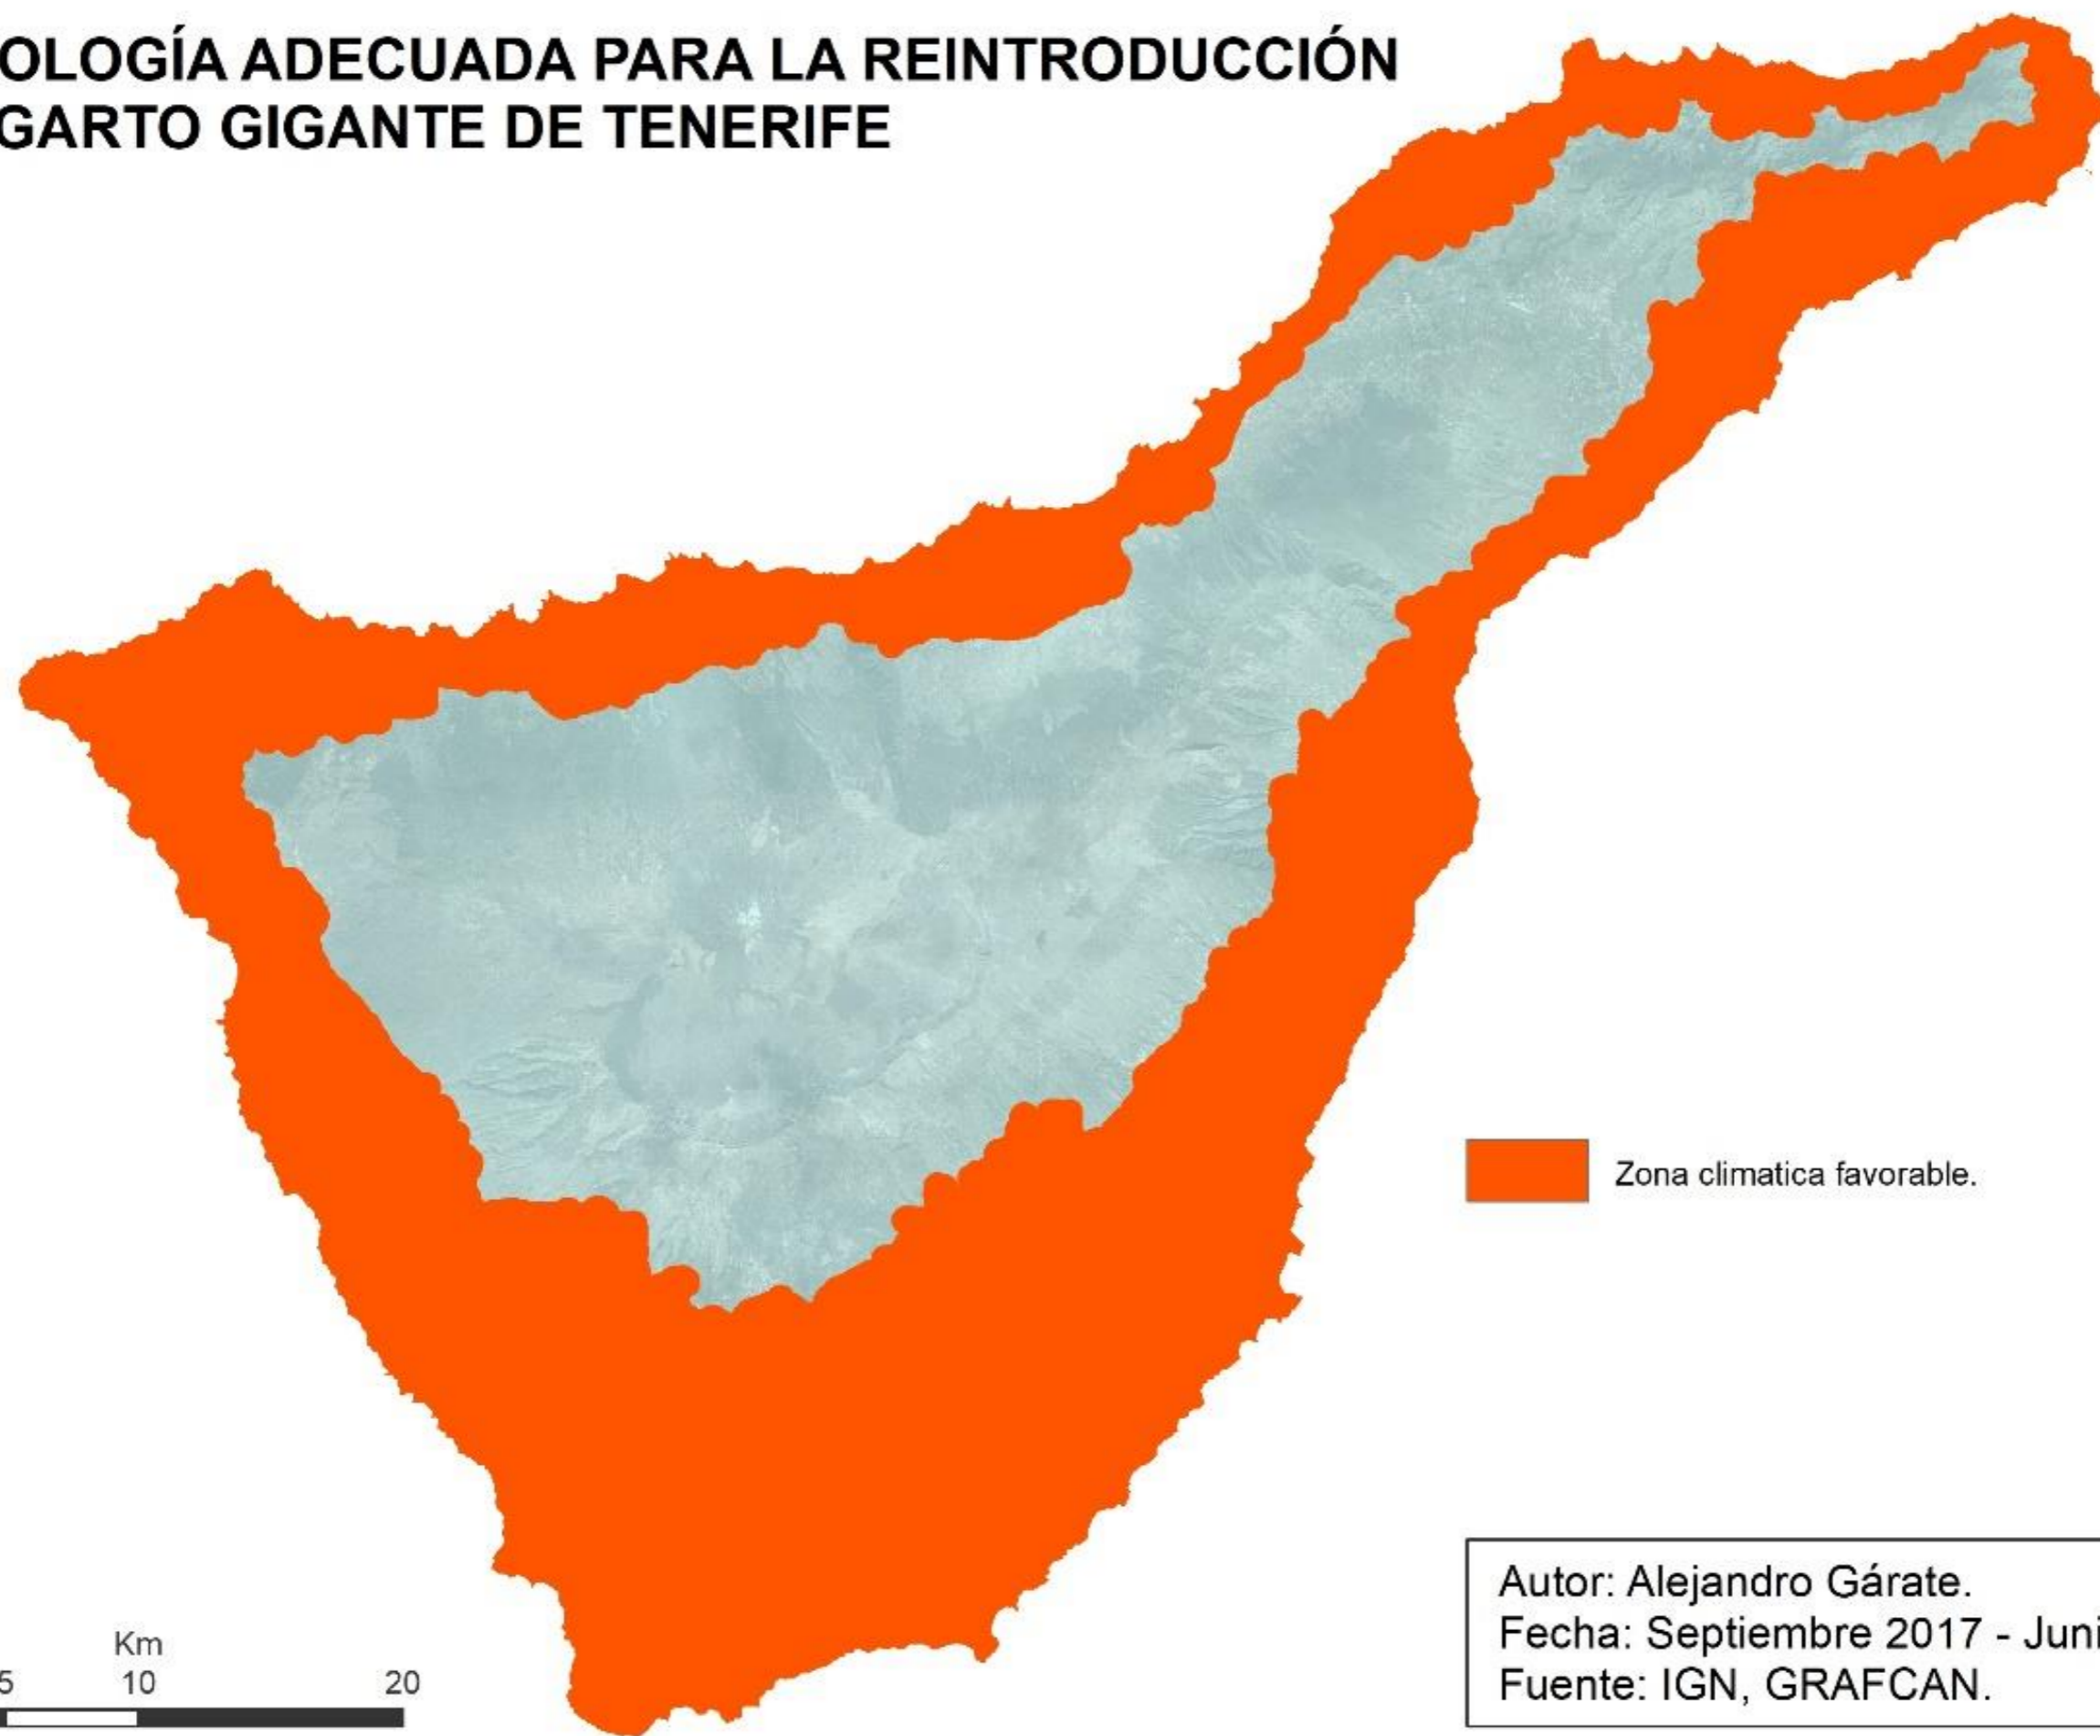 OLOGÍA ADECUADA PARA LA REINTRODUCCIÓN
GARTO GIGANTE DE TENERIFE
Zona climatica favorable.
Autor: Alejandro Gárate.
Fecha: Septiembre 2017 - Juni
Fuente: IGN, GRAFCAN.
Km
5 10 20